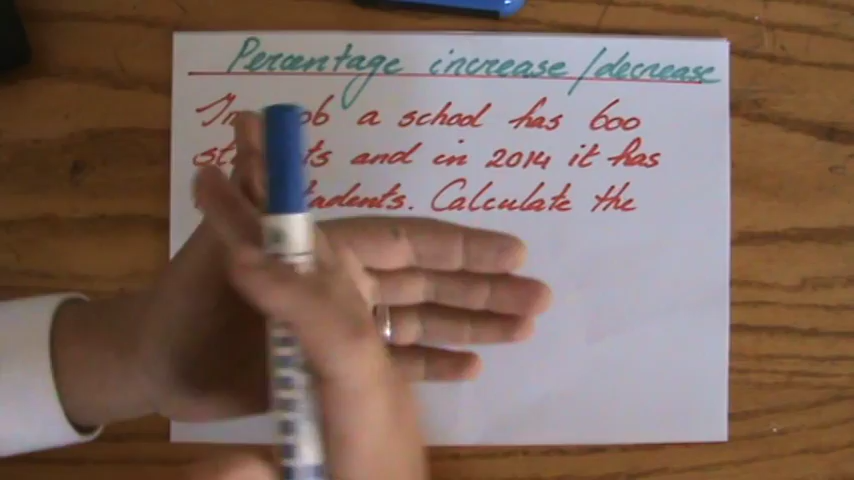 Percentage increase/decrease
a school has 600
and in 2014 it has
Calculate the